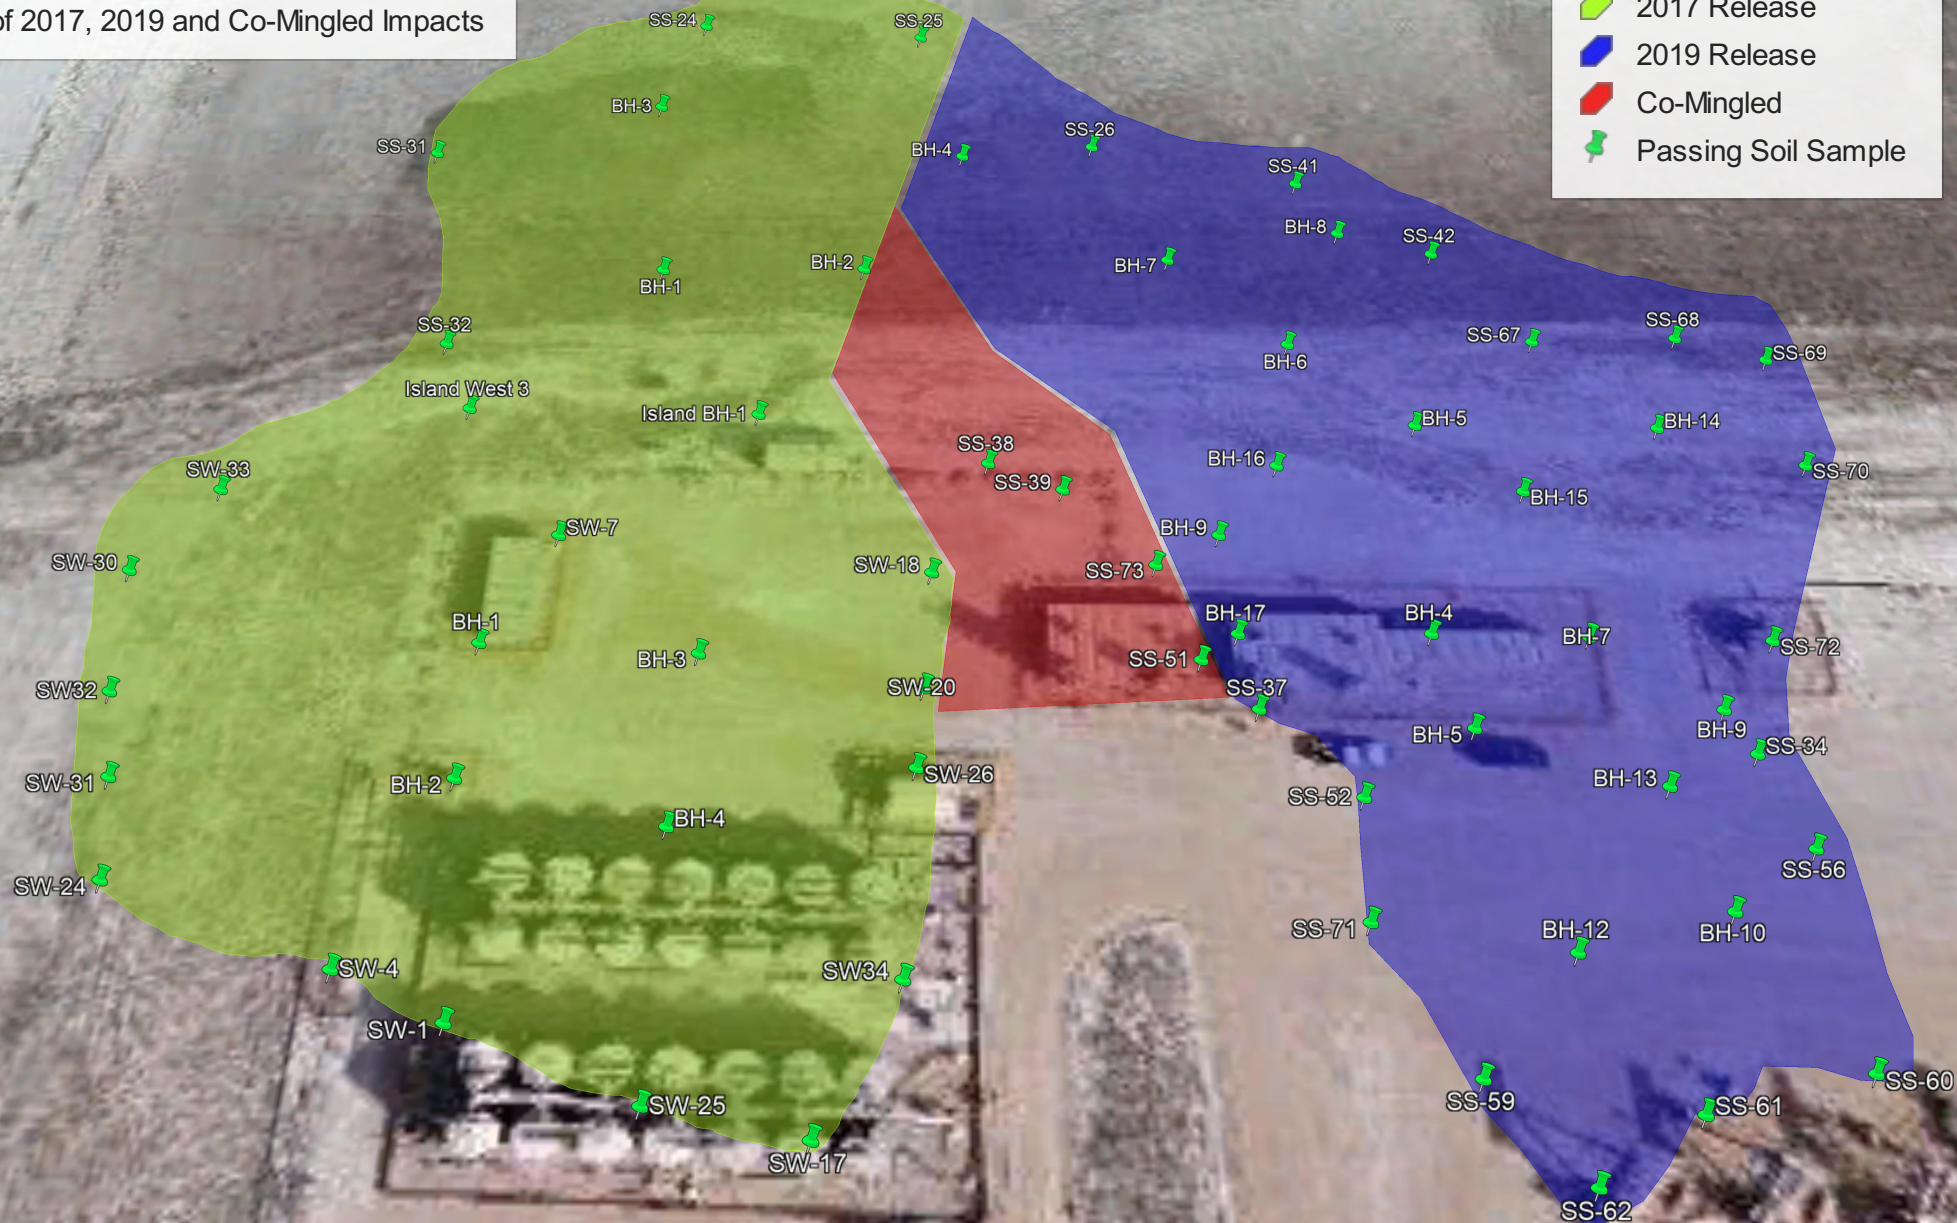 of 2017, 2019 and Co-Mingled Impacts
2017 Release
2019 Release
Co-Mingled
Passing Soil Sample
SS-24
SS-25
BH-3
SS-31
BH-4
SS-26
SS-41
BH-8
SS-42
BH-2
BH-7
BH-1
SS-32
SS-67
SS-68
SS-69
BH-6
Island West 3
Island BH-1
BH-5
BH-14
SS-38
SW-33
SS-39
BH-16
SS-70
BH-15
SW-7
BH-9
SW-30
SW-18
SS-73
BH-1
BH-17
BH-4
BH-7
SS-72
BH-3
SS-51
SW32
SW-20
SS-37
BH-5
BH-9
SS-34
SW-31
BH-2
SW-26
BH-13
SS-52
BH-4
SS-56
SW-24
SS-71
BH-12
BH-10
SW-4
SW34
SW-1
SS-60
SW-25
SS-59
SS-61
SW-17
SS-62